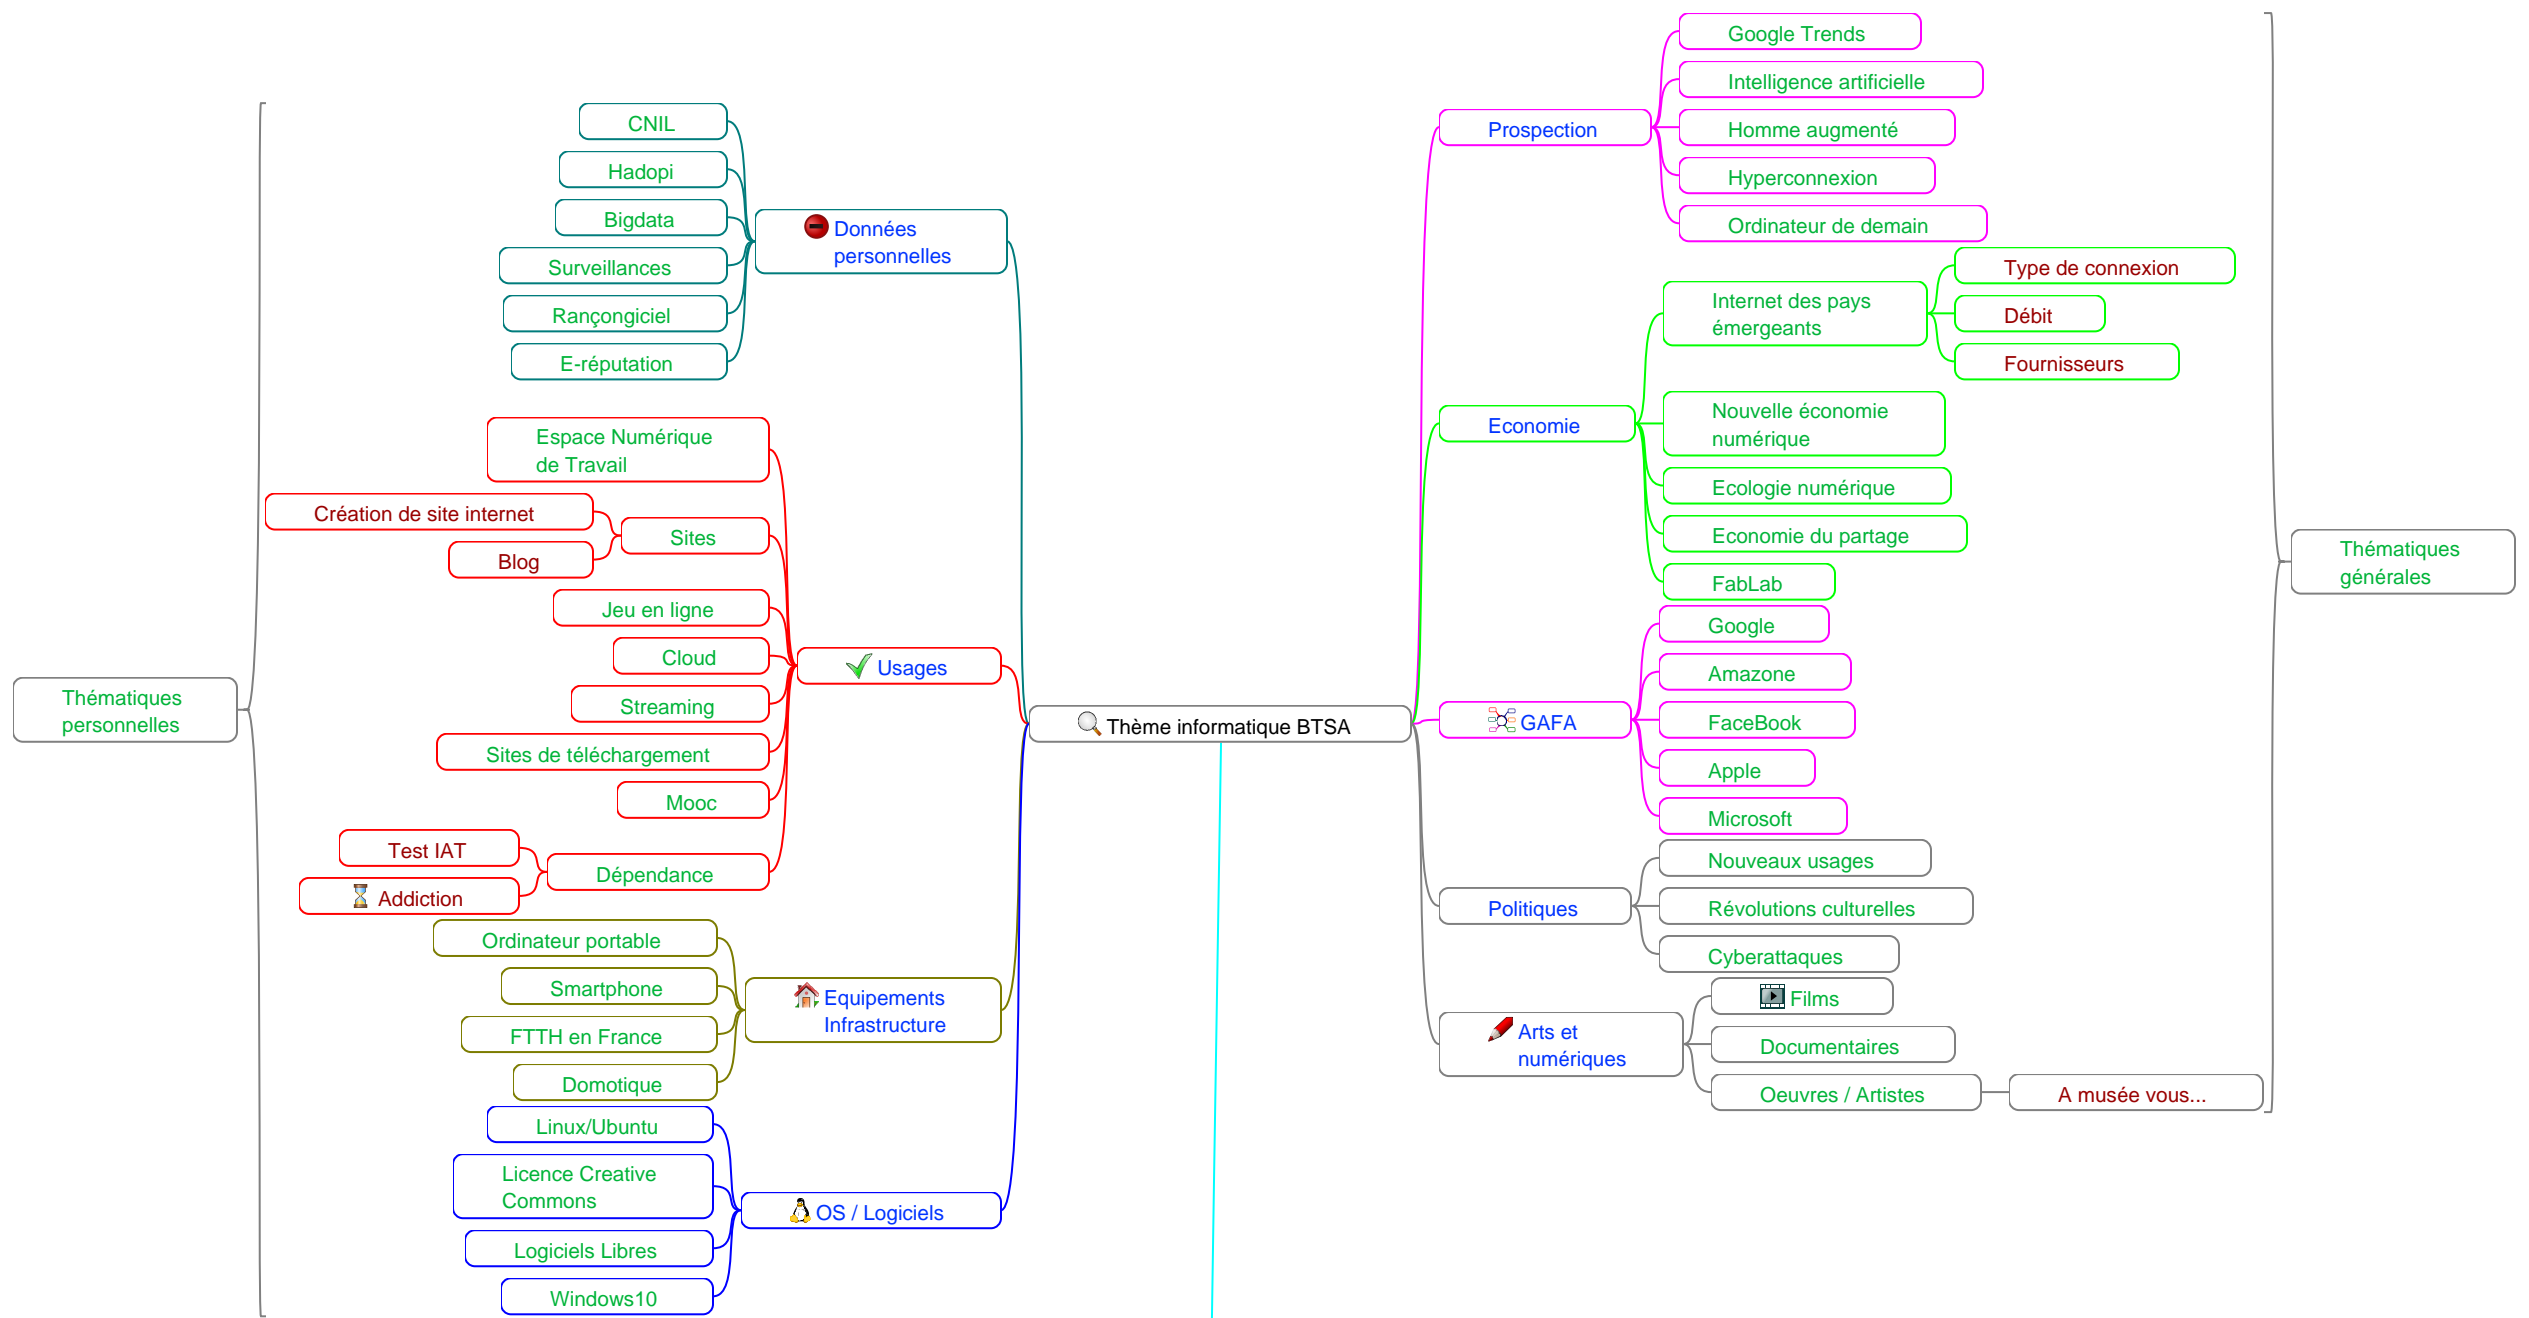 Thème informatique BTSA
Thématiques
personnelles
Données
personnelles
CNIL
Hadopi
Bigdata
Surveillances
Rançongiciel
E-réputation
Usages
Espace Numérique
de Travail
Sites
Création de site internet
Blog
Jeu en ligne
Cloud
Streaming
Sites de téléchargement
Mooc
Dépendance
Test IAT
Addiction
Equipements
Infrastructure
Ordinateur portable
Smartphone
FTTH en France
Domotique
OS / Logiciels
Linux/Ubuntu
Licence Creative
Commons
Logiciels Libres
Windows10
Prospection
Google Trends
Intelligence artificielle
Homme augmenté
Hyperconnexion
Ordinateur de demain
Economie
Internet des pays
émergeants
Type de connexion
Débit
Fournisseurs
Nouvelle économie
numérique
Ecologie numérique
Economie du partage
FabLab
GAFA
Google
Amazone
FaceBook
Apple
Microsoft
Politiques
Nouveaux usages
Révolutions culturelles
Cyberattaques
Arts et
numériques
Films
Documentaires
Oeuvres / Artistes
A musée vous...
Thématiques
générales